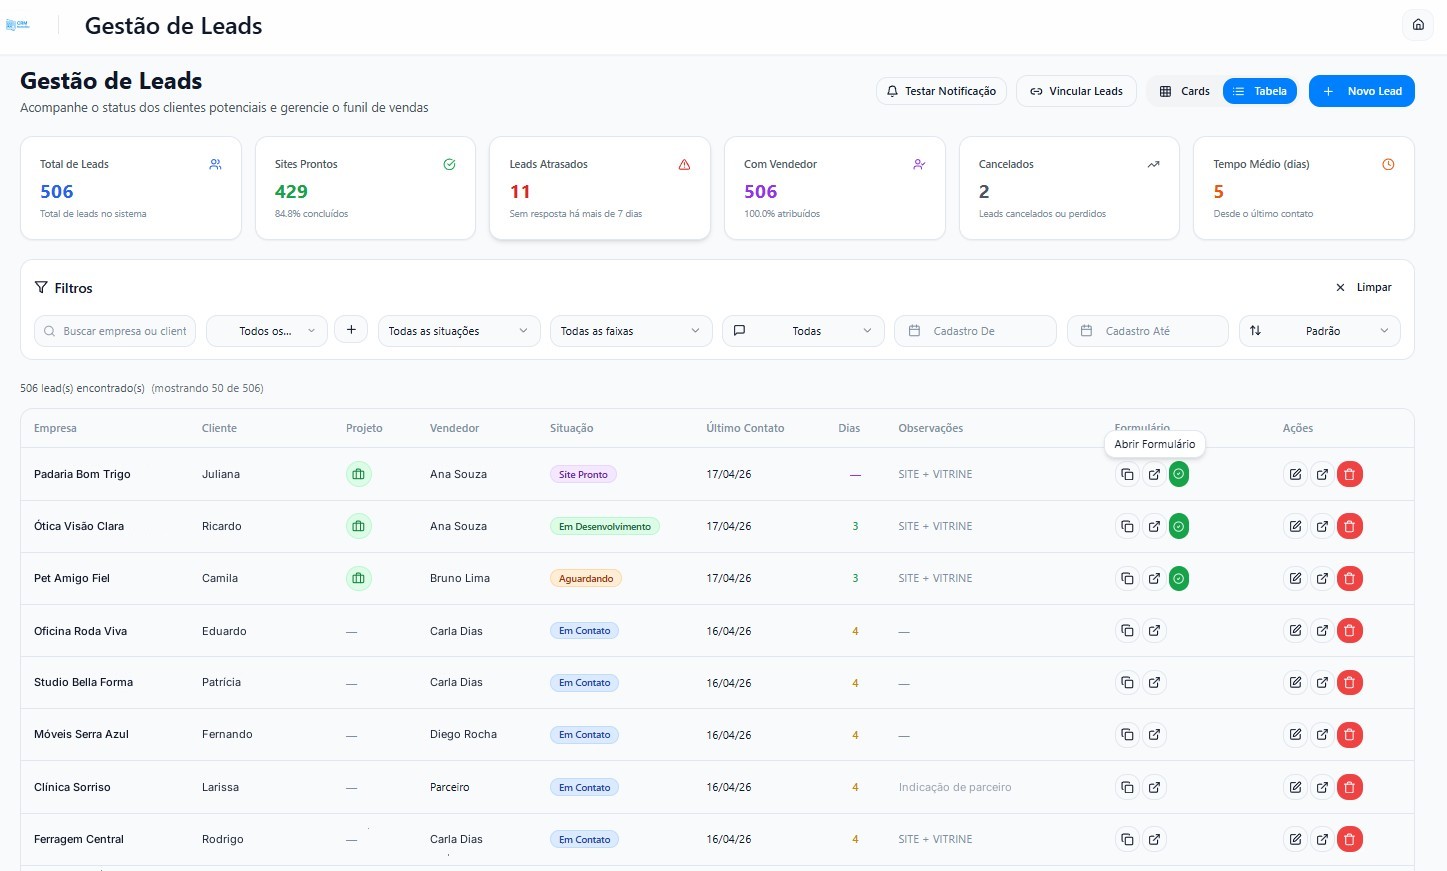 CRM
Gestão de Leads
Gestão de Leads
Acompanhe o status dos clientes potenciais e gerencie o funil de vendas
Testar Notificação
Vincular Leads
Cards
Tabela
Novo Lead
Total de Leads
506
Total de leads no sistema
Sites Prontos
429
84.8% concluídos
Leads Atrasados
11
Sem resposta há mais de 7 dias
Com Vendedor
506
100.0% atribuídos
Cancelados
2
Leads cancelados ou perdidos
Tempo Médio (dias)
5
Desde o último contato
Filtros
Limpar
Buscar empresa ou client
Todos os...
Todas as situações
Todas as faixas
Todas
Cadastro De
Cadastro Até
Padrão
506 lead(s) encontrado(s) (mostrando 50 de 506)
Empresa Cliente Projeto Vendedor Situação Último Contato Dias Observações Formulário Ações
Abrir Formulário
Padaria Bom Trigo Juliana Ana Souza Site Pronto 17/04/26 — SITE + VITRINE
Ótica Visão Clara Ricardo Ana Souza Em Desenvolvimento 17/04/26 3 SITE + VITRINE
Pet Amigo Fiel Camila Bruno Lima Aguardando 17/04/26 3 SITE + VITRINE
Oficina Roda Viva Eduardo — Carla Dias Em Contato 16/04/26 4 —
Studio Bella Forma Patrícia — Carla Dias Em Contato 16/04/26 4 —
Móveis Serra Azul Fernando — Diego Rocha Em Contato 16/04/26 4 —
Clínica Sorriso Larissa — Parceiro Em Contato 16/04/26 4 Indicação de parceiro
Ferragem Central Rodrigo — Carla Dias Em Contato 16/04/26 4 SITE + VITRINE